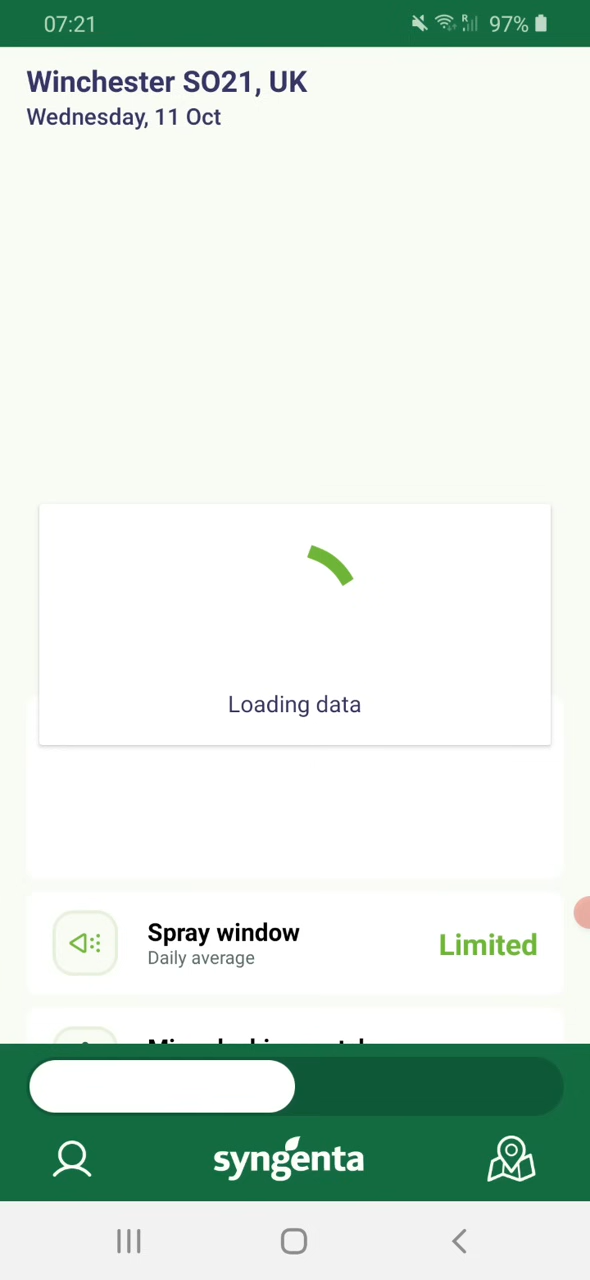 07:21
R
97%
Winchester SO21, UK
Wednesday, 11 Oct
Loading data
Spray window
Daily average
Limited
syngenta